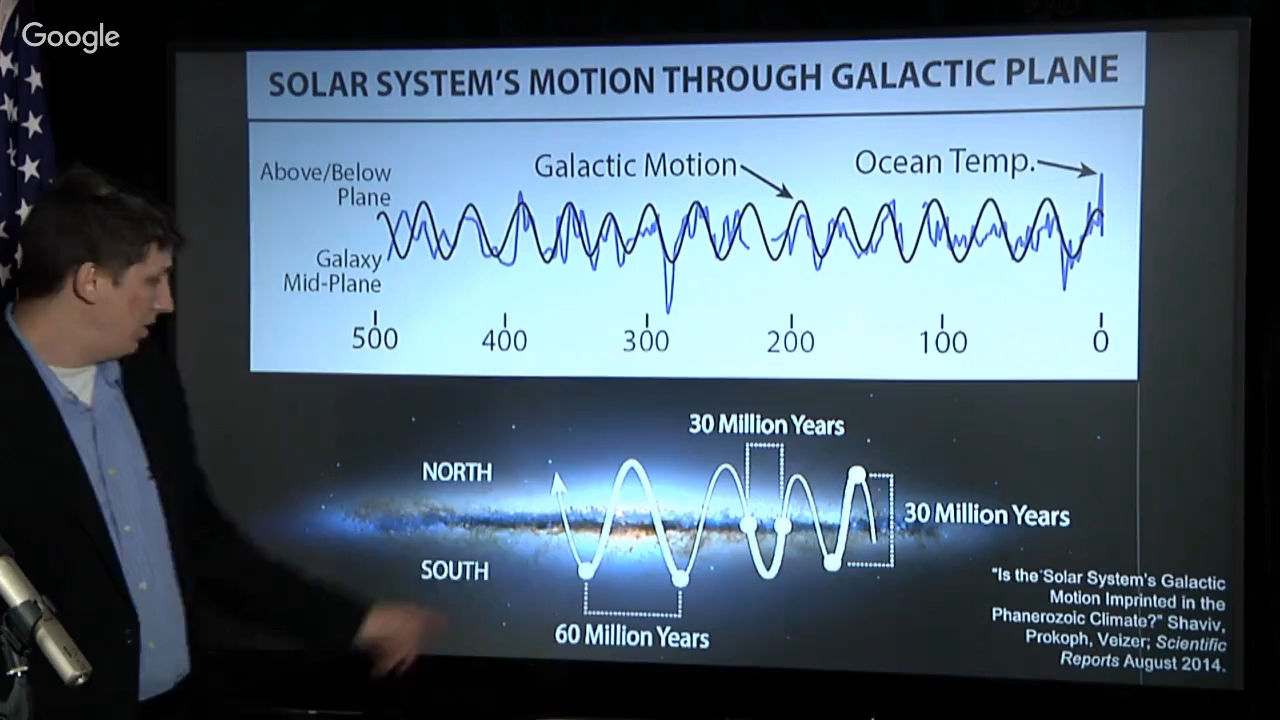 Google
SOLAR SYSTEM'S MOTION THROUGH GALACTIC PLANE
Above/Below
Plane
Galactic Motion
Ocean Temp.
Galaxy
Mid-Plane
500 400 300 200 100 0
30 Million Years
NORTH
30 Million Years
SOUTH
60 Million Years
"Is the Solar System's Galactic
Motion Imprinted in the
Phanerozoic Climate?" Shaviv,
Prokoph, Veizer; Scientific
Reports August 2014.